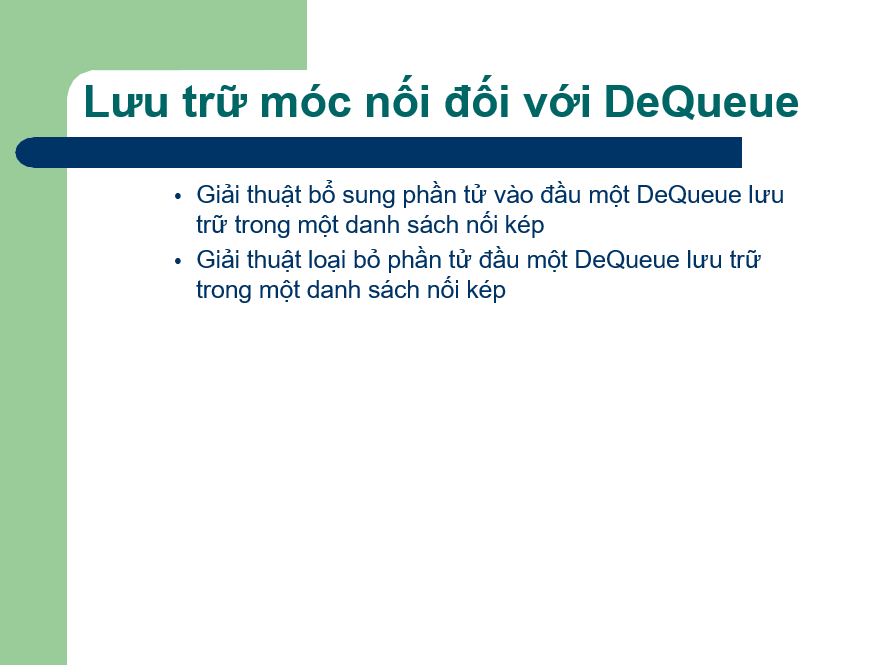 Lưu trữ móc nối đối với DeQueue
• Giải thuật bổ sung phần tử vào đầu một DeQueue lưu
trữ trong một danh sách nối kép
• Giải thuật loại bỏ phần tử đầu một DeQueue lưu trữ
trong một danh sách nối kép